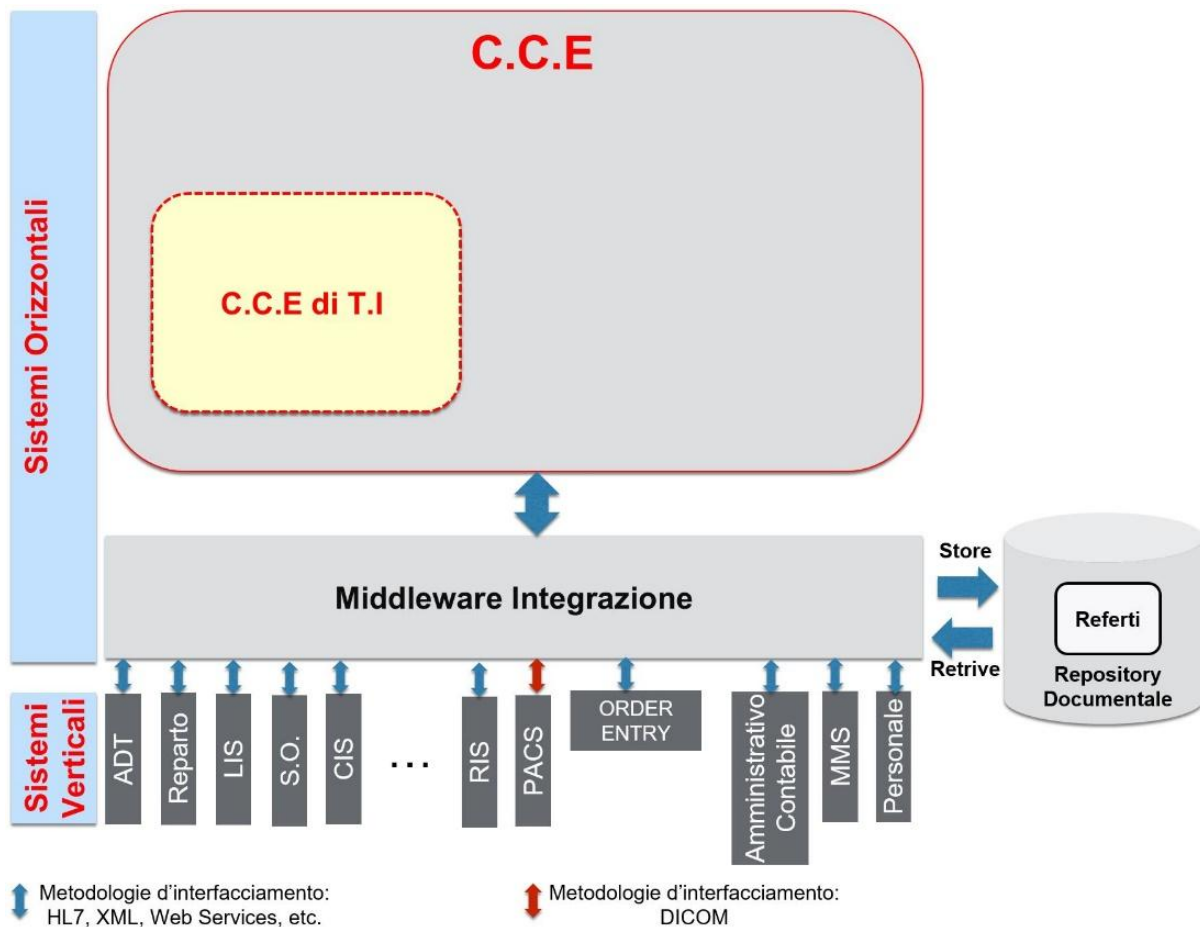 Sistemi Orizzontali
C.C.E
C.C.E di T.I
Middleware Integrazione
Store
Retrive
Referti
Repository
Documentale
Sistemi
Verticali
ADT
Reparto
LIS
S.O.
CIS
...
RIS
PACS
ORDER
ENTRY
Amministrativo
Contabile
MMS
Personale
Metodologie d'interfacciamento:
HL7, XML, Web Services, etc.
Metodologie d'interfacciamento:
DICOM